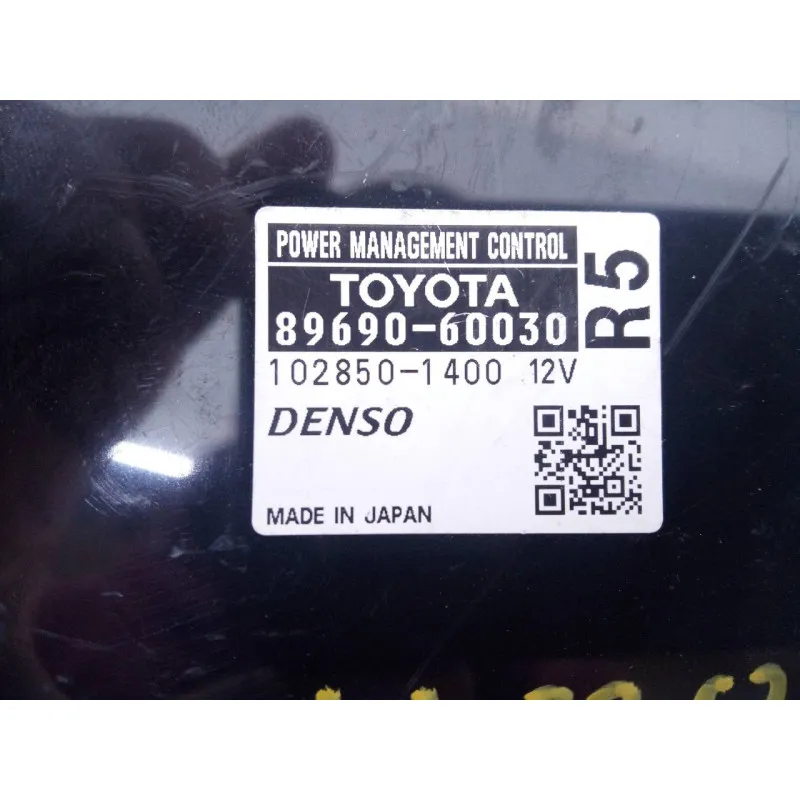 POWER MANAGEMENT CONTROL
TOYOTA
89690-60030
R5
102850-1400 12V
DENSO
MADE IN JAPAN